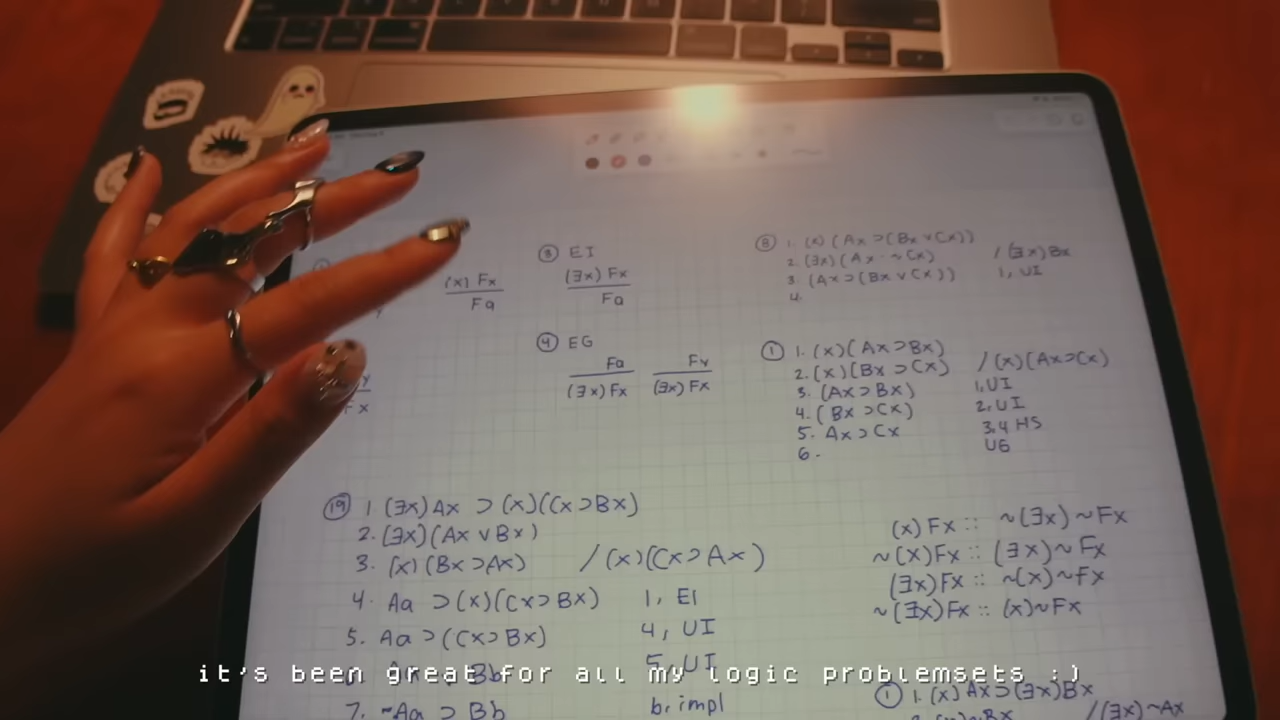 (x) Fx
Fa
③ EI
(∃x) Fx
Fa
④ EG
Fa
(∃x) Fx
Fy
(∃x) Fx
y
Fx
⑧ 1. (x) (Ax ⊃ (Bx ∨ Cx))
2. (∃x) (Ax · ~Cx) / (∃x) Bx
3. (Ax ⊃ (Bx ∨ Cx)) 1, UI
4.
① 1. (x)(Ax ⊃ Bx)
2. (x)(Bx ⊃ Cx) / (x)(Ax ⊃ Cx)
3. (Ax ⊃ Bx) 1, UI
4. (Bx ⊃ Cx) 2, UI
5. Ax ⊃ Cx 3,4 HS
6. UG
⑲ 1 (∃x) Ax ⊃ (x)(Cx ⊃ Bx)
2. (∃x)(Ax ∨ Bx)
3. (x) (Bx ⊃ Ax) / (x)(Cx ⊃ Ax)
4. Aa ⊃ (x)(Cx ⊃ Bx) 1, EI
5. Aa ⊃ (Cx ⊃ Bx) 4, UI
Bb 5, UI
7. ~Aa ⊃ Bb 6, impl
(x) Fx :: ~(∃x) ~Fx
~(x)Fx :: (∃x)~Fx
(∃x)Fx :: ~(x)~Fx
~(∃x)Fx :: (x)~Fx
① 1. (x) Ax ⊃ (∃x) Bx
2. (x)~Bx / (∃x) ~Ax
it's been great for all my logic problemsets :)